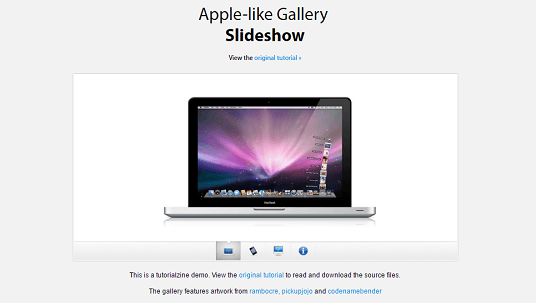 Apple-like Gallery
Slideshow
View the original tutorial »
This is a tutorialzine demo. View the original tutorial to read and download the source files.
The gallery features artwork from rambocre, pickupjojo and codenamebender